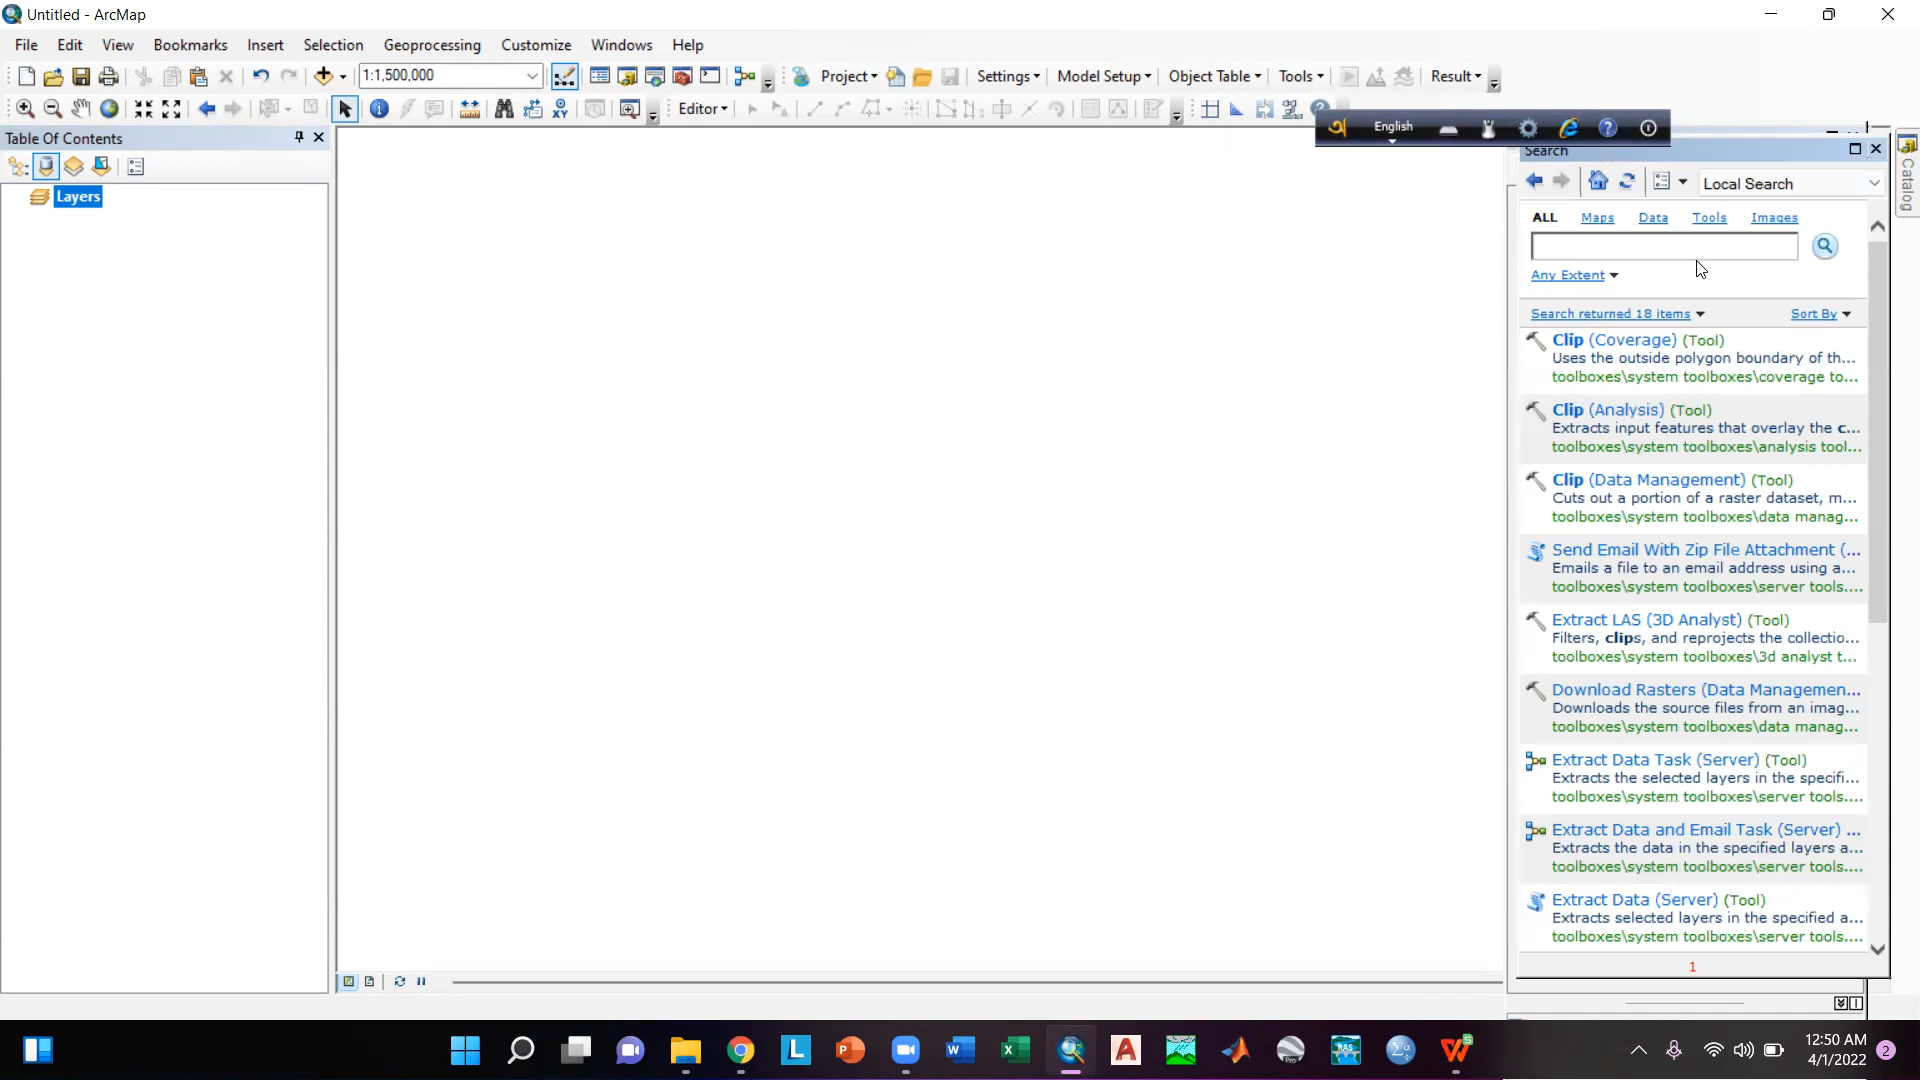 Untitled - ArcMap
File Edit View Bookmarks Insert Selection Geoprocessing Customize Windows Help
1:1,500,000
Project Settings Model Setup Object Table Tools Result
Editor
English
Table Of Contents
Layers
Search
Local Search
Catalog
ALL Maps Data Tools Images
Any Extent
Search returned 18 items Sort By
Clip (Coverage) (Tool)
Uses the outside polygon boundary of th...
toolboxes\system toolboxes\coverage to...
Clip (Analysis) (Tool)
Extracts input features that overlay the c...
toolboxes\system toolboxes\analysis tool...
Clip (Data Management) (Tool)
Cuts out a portion of a raster dataset, m...
toolboxes\system toolboxes\data manag...
Send Email With Zip File Attachment (...
Emails a file to an email address using a...
toolboxes\system toolboxes\server tools....
Extract LAS (3D Analyst) (Tool)
Filters, clips, and reprojects the collectio...
toolboxes\system toolboxes\3d analyst t...
Download Rasters (Data Managemen...
Downloads the source files from an imag...
toolboxes\system toolboxes\data manag...
Extract Data Task (Server) (Tool)
Extracts the selected layers in the specifi...
toolboxes\system toolboxes\server tools....
Extract Data and Email Task (Server) ...
Extracts the data in the specified layers a...
toolboxes\system toolboxes\server tools....
Extract Data (Server) (Tool)
Extracts selected layers in the specified a...
toolboxes\system toolboxes\server tools....
1
12:50 AM
4/1/2022
2